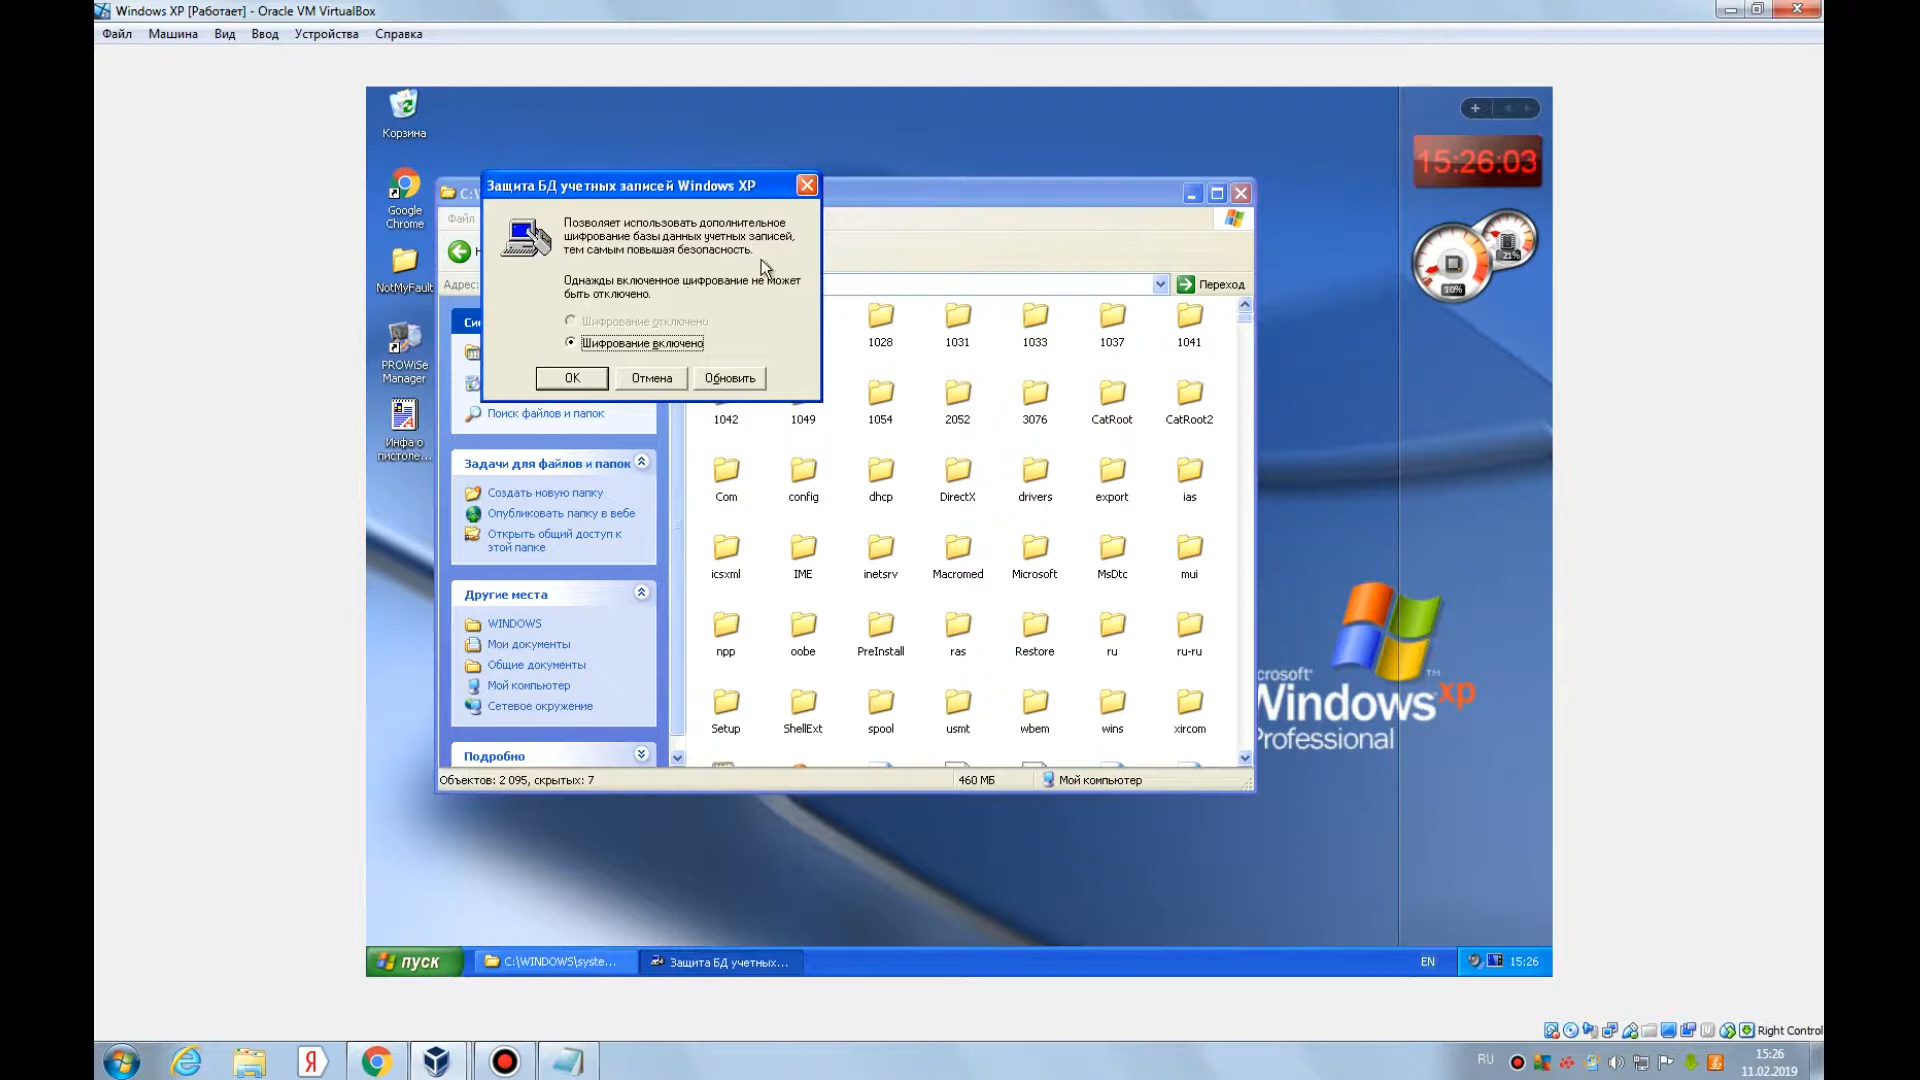 Windows XP [Работает] - Oracle VM VirtualBox
Файл Машина Вид Ввод Устройства Справка
Корзина
Google
Chrome
NotMyFault
PROWiSe
Manager
Инфа о
пистоле...
15:26:03
21%
10%
C:\
Файл
Адрес:
Переход
Защита БД учетных записей Windows XP
Позволяет использовать дополнительное
шифрование базы данных учетных записей,
тем самым повышая безопасность.
Однажды включенное шифрование не может
быть отключено.
Шифрование отключено
Шифрование включено
OK Отмена Обновить
Поиск файлов и папок
Задачи для файлов и папок
Создать новую папку
Опубликовать папку в вебе
Открыть общий доступ к
этой папке
Другие места
WINDOWS
Мои документы
Общие документы
Мой компьютер
Сетевое окружение
Подробно
1028 1031 1033 1037 1041
1042 1049 1054 2052 3076 CatRoot CatRoot2
Com config dhcp DirectX drivers export ias
icsxml IME inetsrv Macromed Microsoft MsDtc mui
npp oobe PreInstall ras Restore ru ru-ru
Setup ShellExt spool usmt wbem wins xircom
Объектов: 2 095, скрытых: 7
460 МБ
Мой компьютер
crosoft®
Windows xp
Professional
™
пуск
C:\WINDOWS\syste...
Защита БД учетных...
EN
15:26
Right Control
RU
15:26
11.02.2019